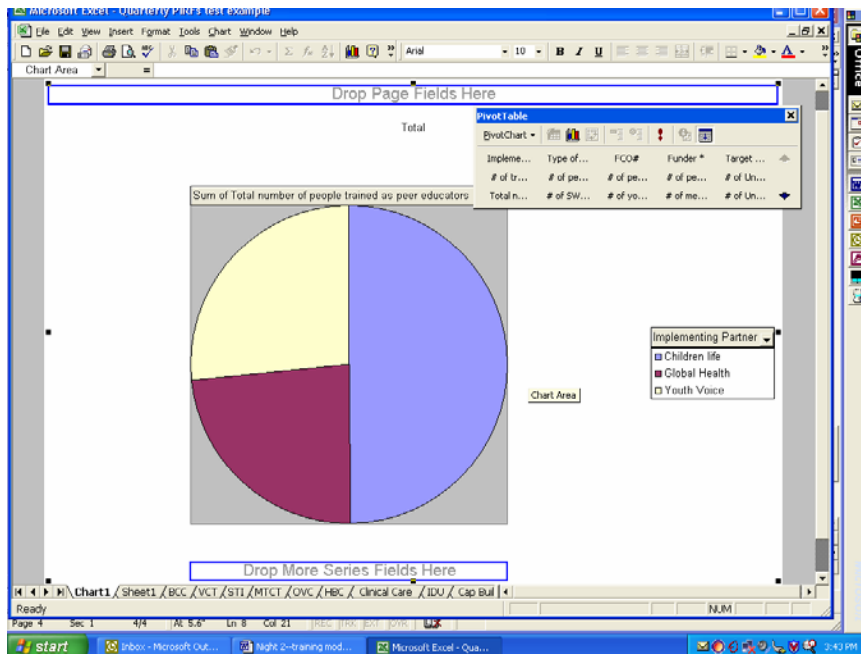 Microsoft Excel - Quarterly PIRFs test example
File Edit View Insert Format Tools Chart Window Help
Arial 10 B I U
Chart Area =
Drop Page Fields Here
Total
PivotTable
PivotChart
Impleme... Type of... FCO# Funder * Target ...
# of tr... # of pe... # of pe... # of pe... # of Un...
Total n... # of SW... # of yo... # of me... # of Un...
Sum of Total number of people trained as peer educators
Implementing Partner
Children life
Global Health
Youth Voice
Chart Area
Drop More Series Fields Here
Chart1 / Sheet1 / BCC / VCT / STI / MTCT / OVC / HBC / Clinical Care / IDU / Cap Buil
Ready NUM
Page 4 Sec 1 4/4 At 5.6" Ln 8 Col 21 REC TRK EXT OVR
start Inbox - Microsoft Out... Night 2--training mod... Microsoft Excel - Qua... 3:43 PM
Office